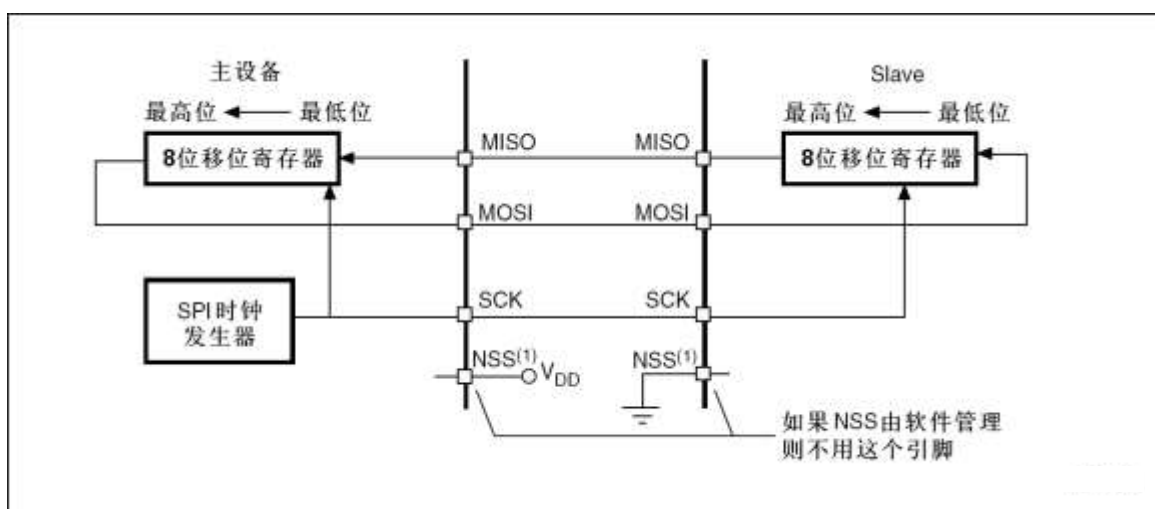 主设备
Slave
最高位 最低位
最高位 最低位
8位移位寄存器
MISO
MISO
8位移位寄存器
MOSI
MOSI
SPI时钟
发生器
SCK
SCK
NSS(1)
VDD
NSS(1)
如果NSS由软件管理
则不用这个引脚